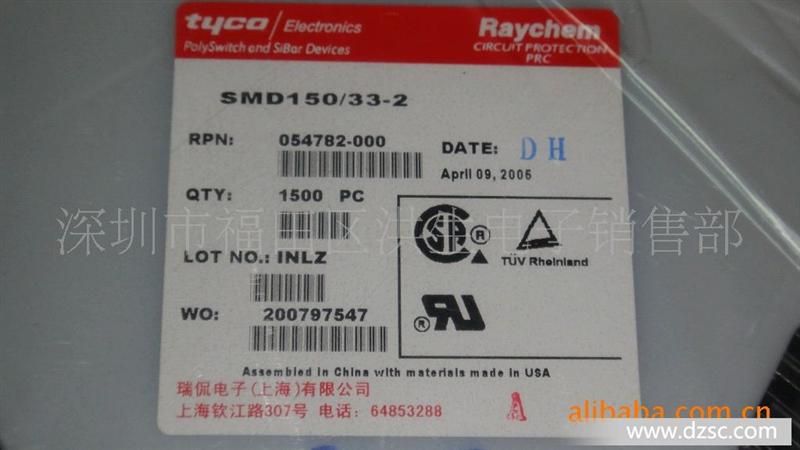 tyco / Electronics
PolySwitch and SiBar Devices
Raychem
CIRCUIT PROTECTION
PRC
SMD150/33-2
RPN: 054782-000
DATE: DH
April 09, 2005
QTY: 1500 PC
深圳市福田区洪 电子销售部
LOT NO.: INLZ
TÜV Rheinland
WO: 200797547
Assembled in China with materials made in USA
瑞侃电子(上海)有限公司
上海钦江路307号 电话: 64853288
A
alibaba.com.cn
www.dzsc.com